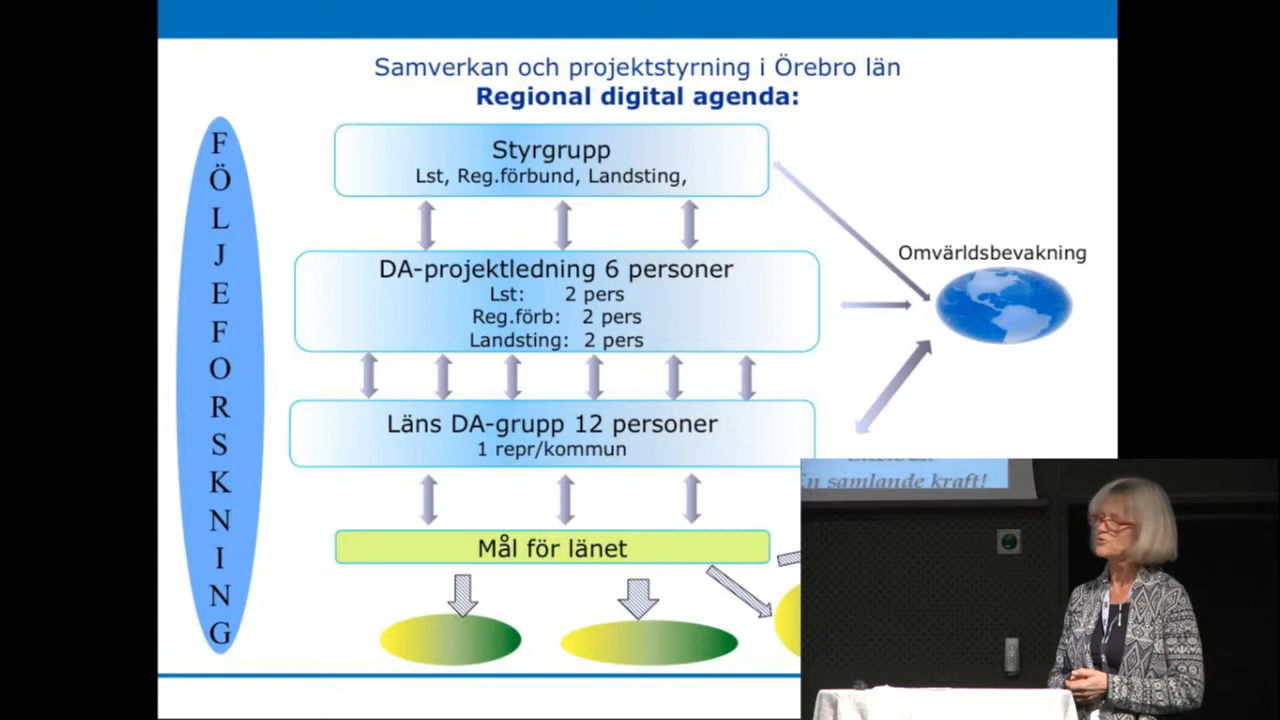 Samverkan och projektstyrning i Örebro län
Regional digital agenda:
FÖLJEFORSKNING
Styrgrupp
Lst, Reg.förbund, Landsting,
Omvärldsbevakning
DA-projektledning 6 personer
Lst: 2 pers
Reg.förb: 2 pers
Landsting: 2 pers
Läns DA-grupp 12 personer
1 repr/kommun
En samlande kraft!
Mål för länet